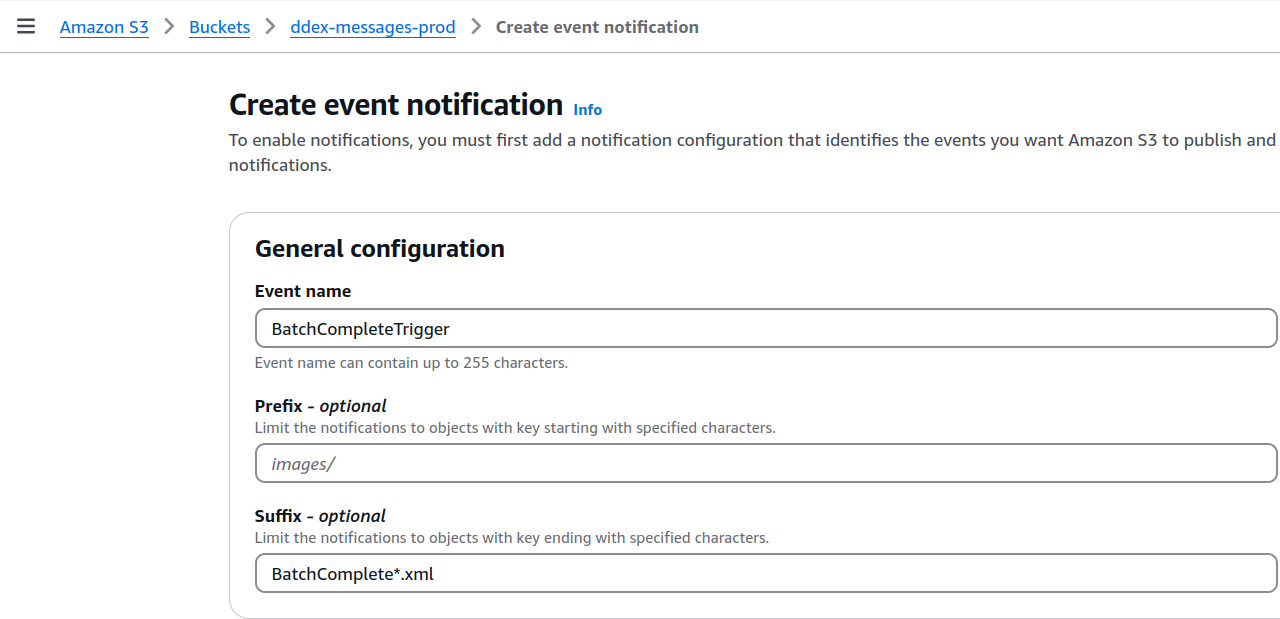 Amazon S3 > Buckets > ddex-messages-prod > Create event notification
Create event notification Info
To enable notifications, you must first add a notification configuration that identifies the events you want Amazon S3 to publish and
notifications.
General configuration
Event name
BatchCompleteTrigger
Event name can contain up to 255 characters.
Prefix - optional
Limit the notifications to objects with key starting with specified characters.
images/
Suffix - optional
Limit the notifications to objects with key ending with specified characters.
BatchComplete*.xml